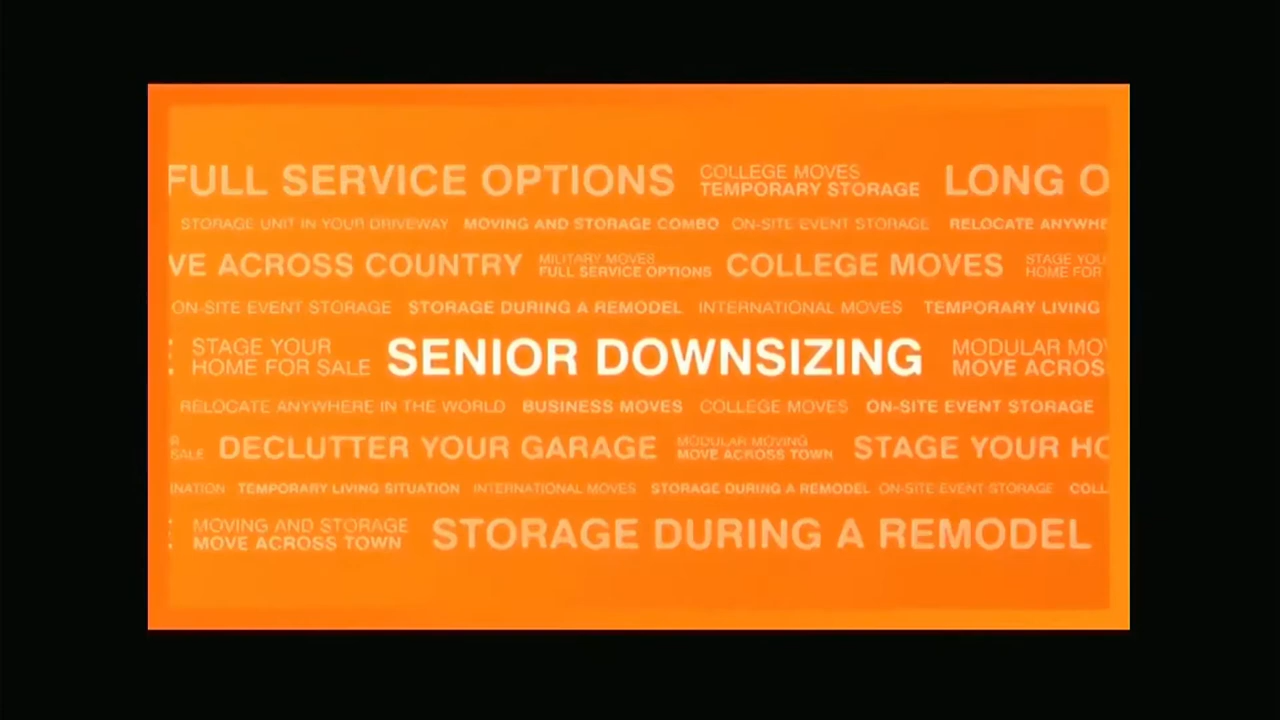 FULL SERVICE OPTIONS COLLEGE MOVES TEMPORARY STORAGE LONG O
STORAGE UNIT IN YOUR DRIVEWAY MOVING AND STORAGE COMBO ON-SITE EVENT STORAGE RELOCATE ANYWHE
VE ACROSS COUNTRY MILITARY MOVES FULL SERVICE OPTIONS COLLEGE MOVES STAGE YOU HOME FOR
ON-SITE EVENT STORAGE STORAGE DURING A REMODEL INTERNATIONAL MOVES TEMPORARY LIVING
STAGE YOUR HOME FOR SALE SENIOR DOWNSIZING MODULAR MOV MOVE ACROS
RELOCATE ANYWHERE IN THE WORLD BUSINESS MOVES COLLEGE MOVES ON-SITE EVENT STORAGE
R SALE DECLUTTER YOUR GARAGE MODULAR MOVING MOVE ACROSS TOWN STAGE YOUR HO
INATION TEMPORARY LIVING SITUATION INTERNATIONAL MOVES STORAGE DURING A REMODEL ON-SITE EVENT STORAGE COLL
MOVING AND STORAGE MOVE ACROSS TOWN STORAGE DURING A REMODEL